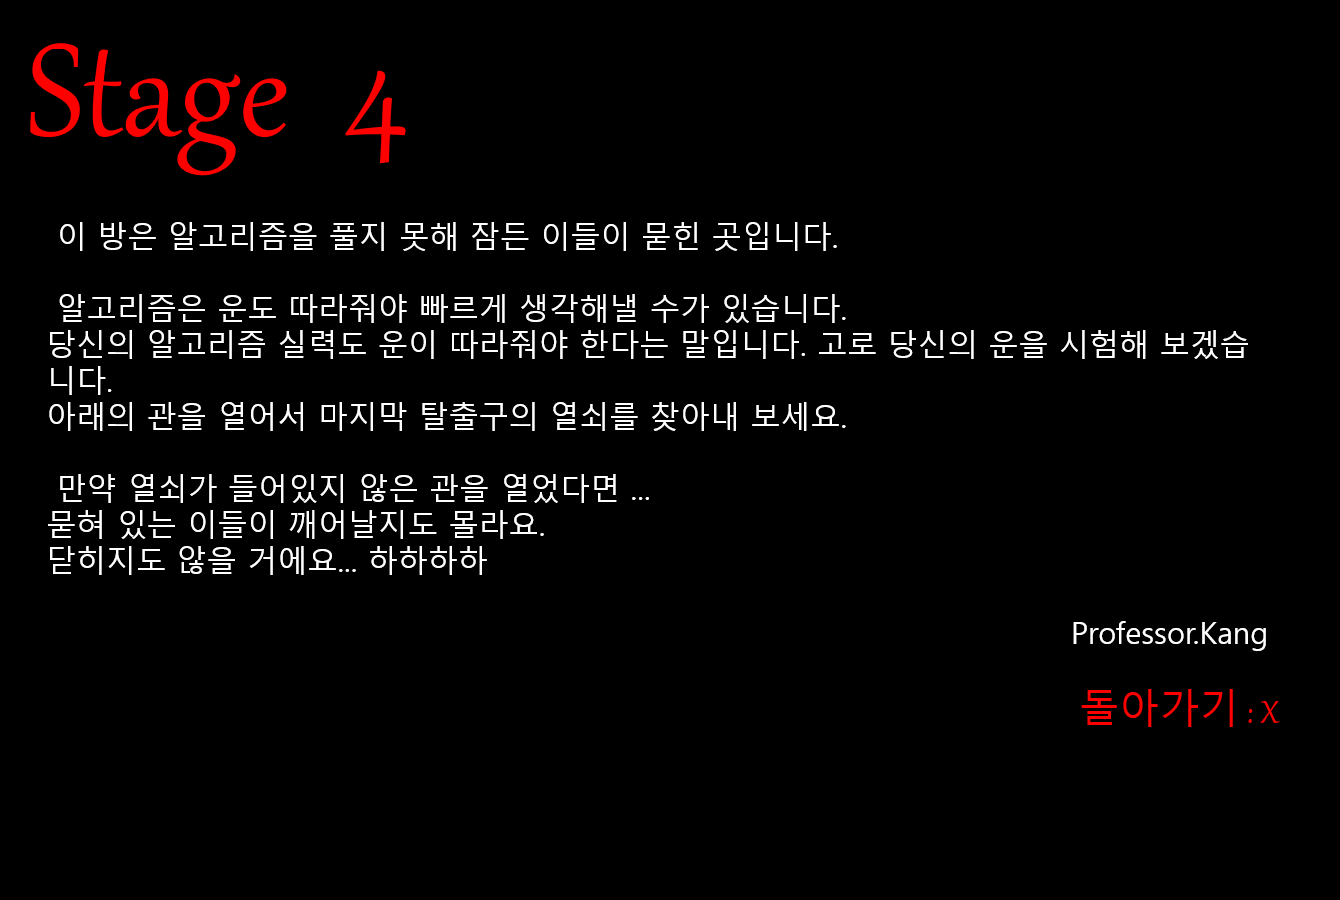 Stage 4
이 방은 알고리즘을 풀지 못해 잠든 이들이 묻힌 곳입니다.
알고리즘은 운도 따라줘야 빠르게 생각해낼 수가 있습니다.
당신의 알고리즘 실력도 운이 따라줘야 한다는 말입니다. 고로 당신의 운을 시험해 보겠습
니다.
아래의 관을 열어서 마지막 탈출구의 열쇠를 찾아내 보세요.
만약 열쇠가 들어있지 않은 관을 열었다면 ...
묻혀 있는 이들이 깨어날지도 몰라요.
닫히지도 않을 거에요... 하하하하
Professor.Kang
돌아가기 : X